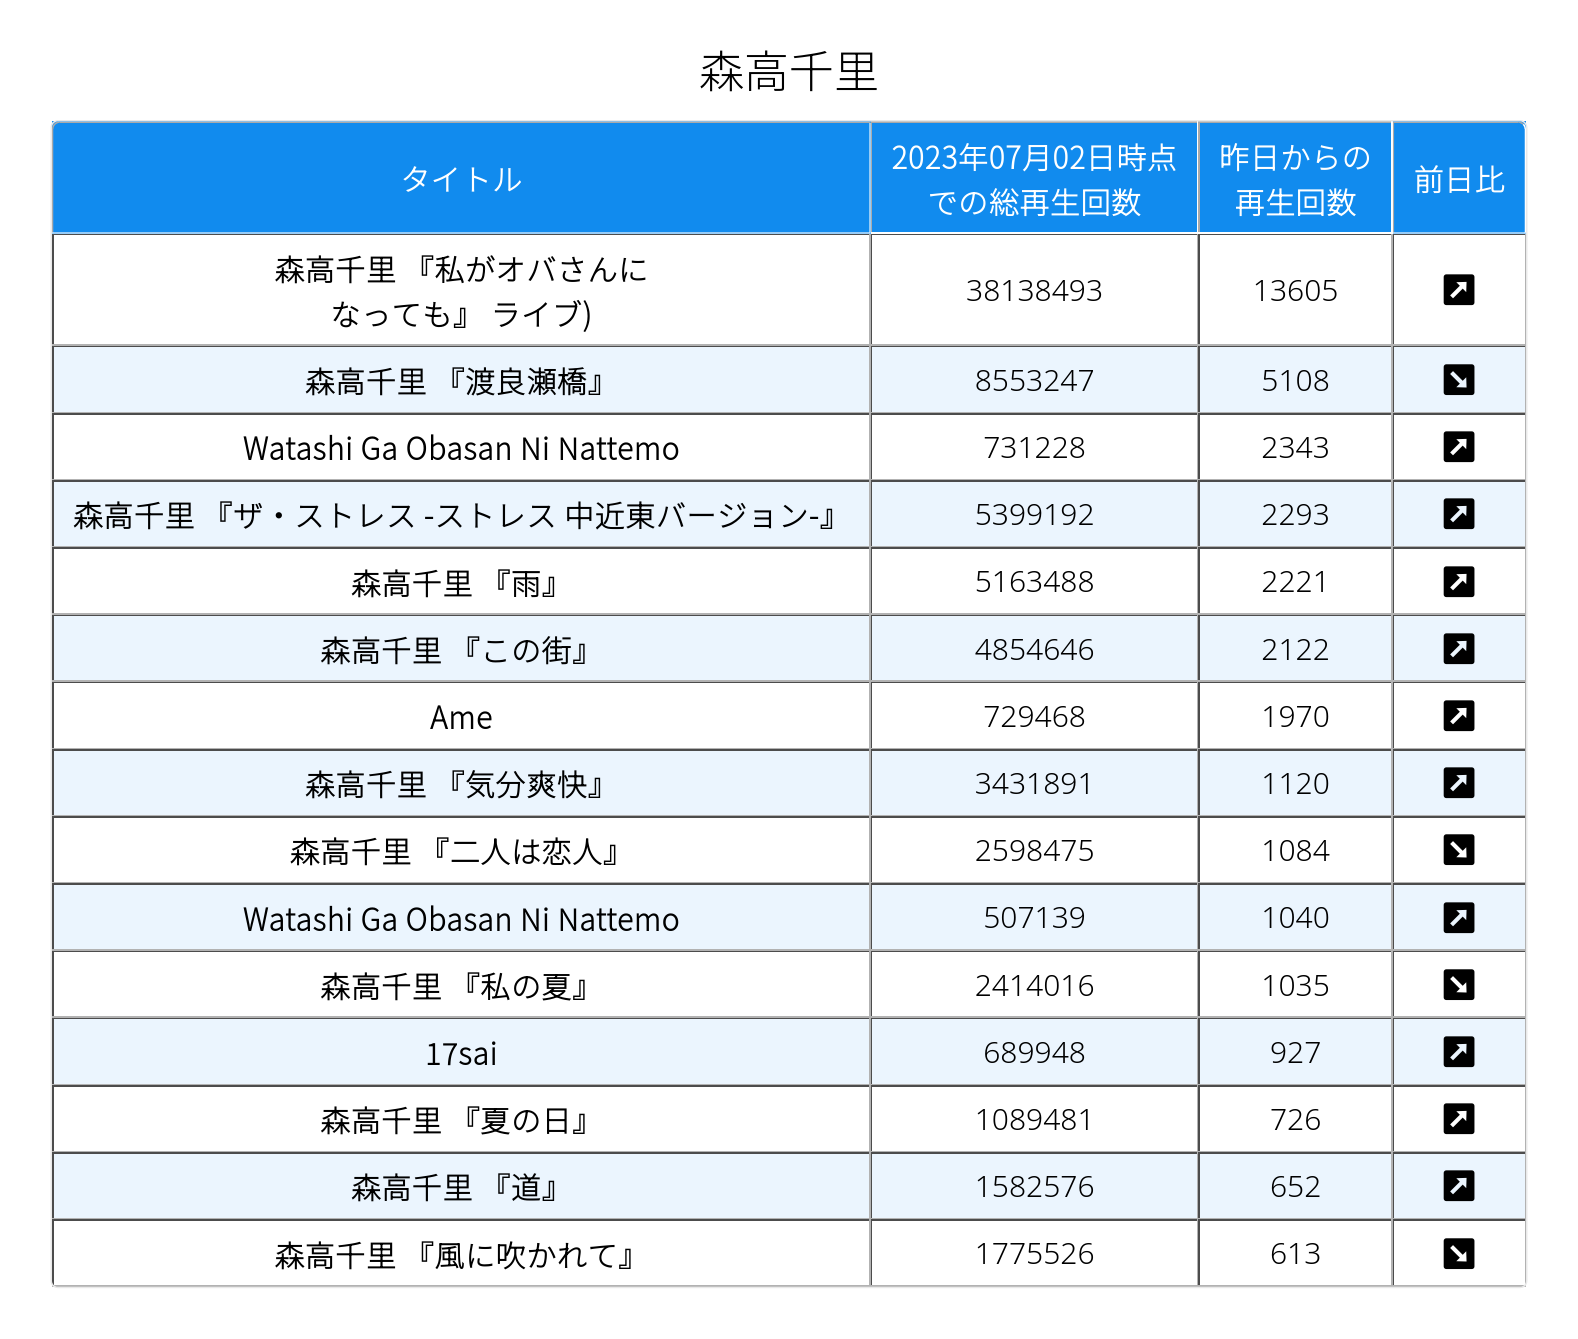 森高千里
タイトル
2023年07月02日時点
での総再生回数
昨日からの
再生回数
前日比
森高千里 『私がオバさんに
なっても』 ライブ)
38138493
13605
森高千里 『渡良瀬橋』
8553247
5108
Watashi Ga Obasan Ni Nattemo
731228
2343
森高千里 『ザ・ストレス -ストレス 中近東バージョン-』
5399192
2293
森高千里 『雨』
5163488
2221
森高千里 『この街』
4854646
2122
Ame
729468
1970
森高千里 『気分爽快』
3431891
1120
森高千里 『二人は恋人』
2598475
1084
Watashi Ga Obasan Ni Nattemo
507139
1040
森高千里 『私の夏』
2414016
1035
17sai
689948
927
森高千里 『夏の日』
1089481
726
森高千里 『道』
1582576
652
森高千里 『風に吹かれて』
1775526
613